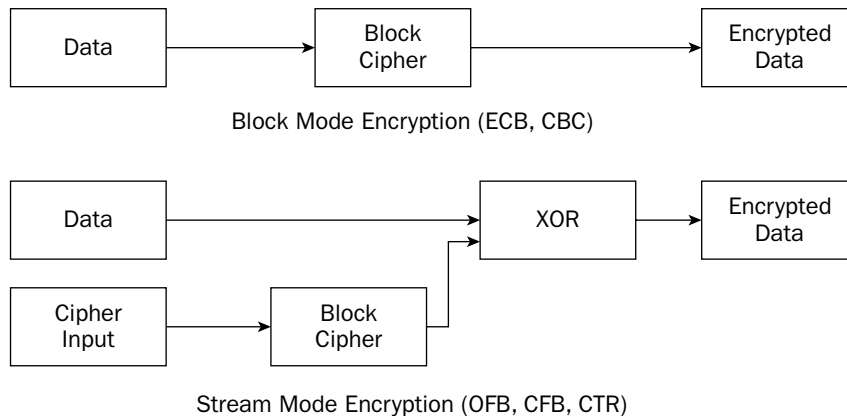 Data
Block
Cipher
Encrypted
Data
Block Mode Encryption (ECB, CBC)
Data
XOR
Encrypted
Data
Cipher
Input
Block
Cipher
Stream Mode Encryption (OFB, CFB, CTR)